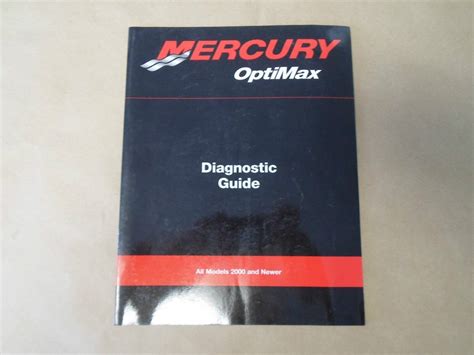 MERCURY
OptiMax
Diagnostic
Guide
All Models 2000 and Newer